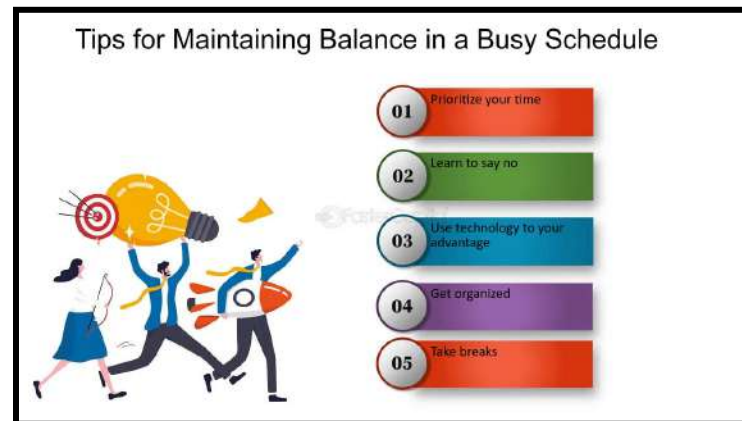 Tips for Maintaining Balance in a Busy Schedule
01
Prioritize your time
02
Learn to say no
03
Use technology to your
advantage
04
Get organized
05
Take breaks